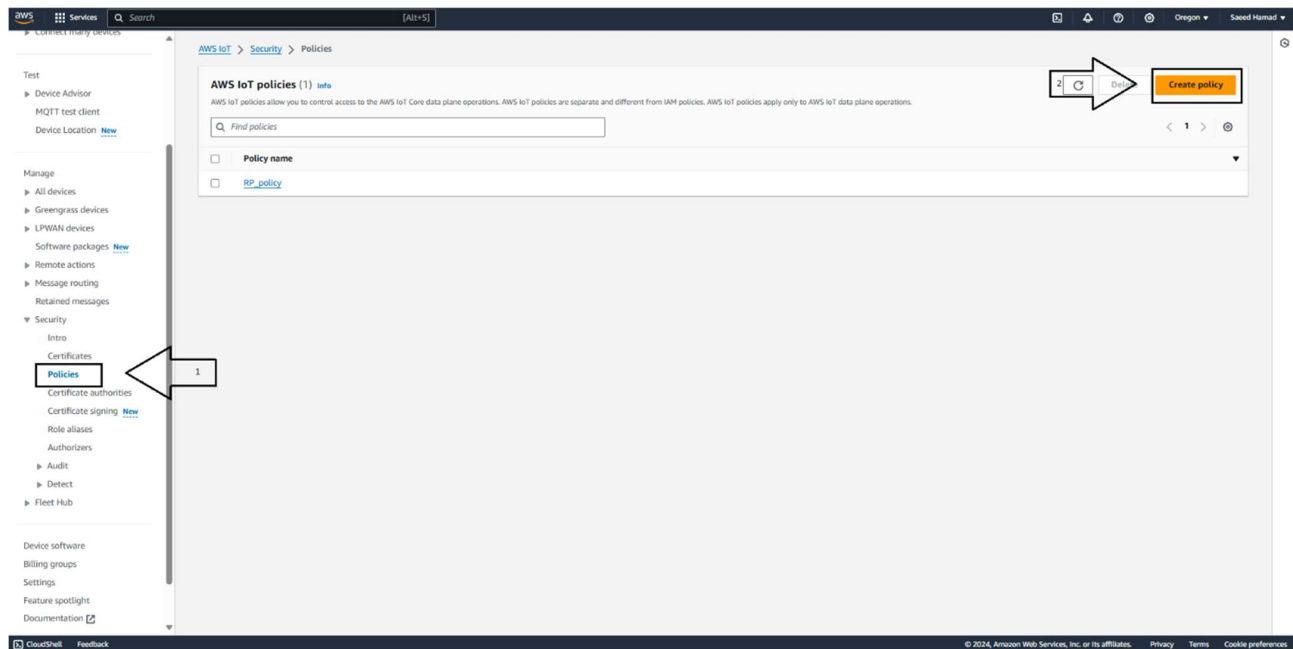 aws Services Search [Alt+S] Oregon Saeed Hamad
Connect many devices
Test
Device Advisor
MQTT test client
Device Location New
Manage
All devices
Greengrass devices
LPWAN devices
Software packages New
Remote actions
Message routing
Retained messages
Security
Intro
Certificates
Policies
Certificate authorities
Certificate signing New
Role aliases
Authorizers
Audit
Detect
Fleet Hub
Device software
Billing groups
Settings
Feature spotlight
Documentation
1
AWS IoT > Security > Policies
AWS IoT policies (1) Info
2 Delete Create policy
AWS IoT policies allow you to control access to the AWS IoT Core data plane operations. AWS IoT policies are separate and different from IAM policies. AWS IoT policies apply only to AWS IoT data plane operations.
Find policies
< 1 >
Policy name
RP_policy
CloudShell Feedback © 2024, Amazon Web Services, Inc. or its affiliates. Privacy Terms Cookie preferences